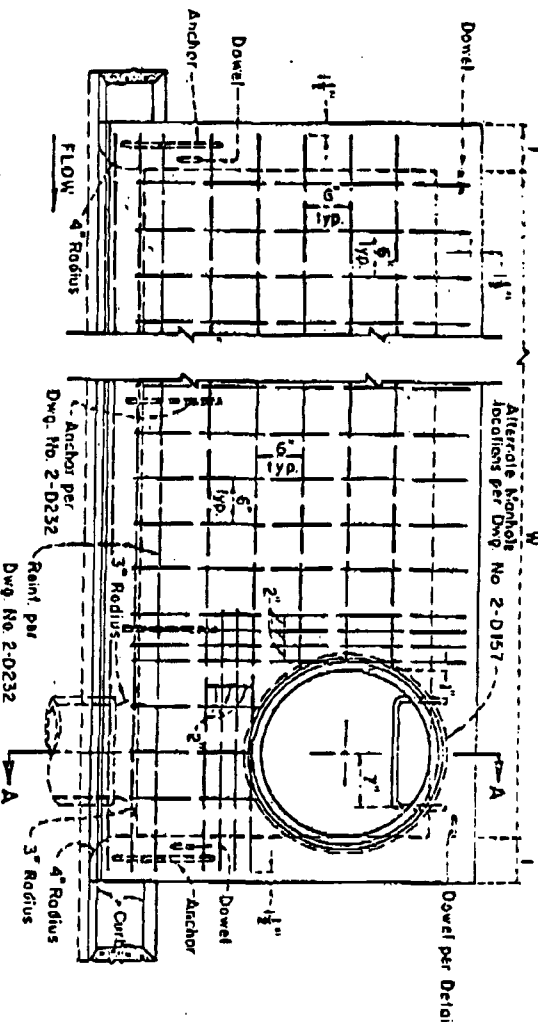 Dowel
Dowel
Anchor
1½"
T
W
T
1½"
6"
Typ.
6"
Typ.
FLOW
4" Radius
Alternate Manhole
locations per Dwg. No 2-D157
Anchor per
Dwg. No. 2-D232
6"
Typ.
6"
Typ.
3" Radius
Reinf. per
Dwg. No. 2-D232
2"
2"
1"
7"
A
A
Dowel per Detai
1½"
Dowel
Anchor
Curb
4" Radius
3" Radius